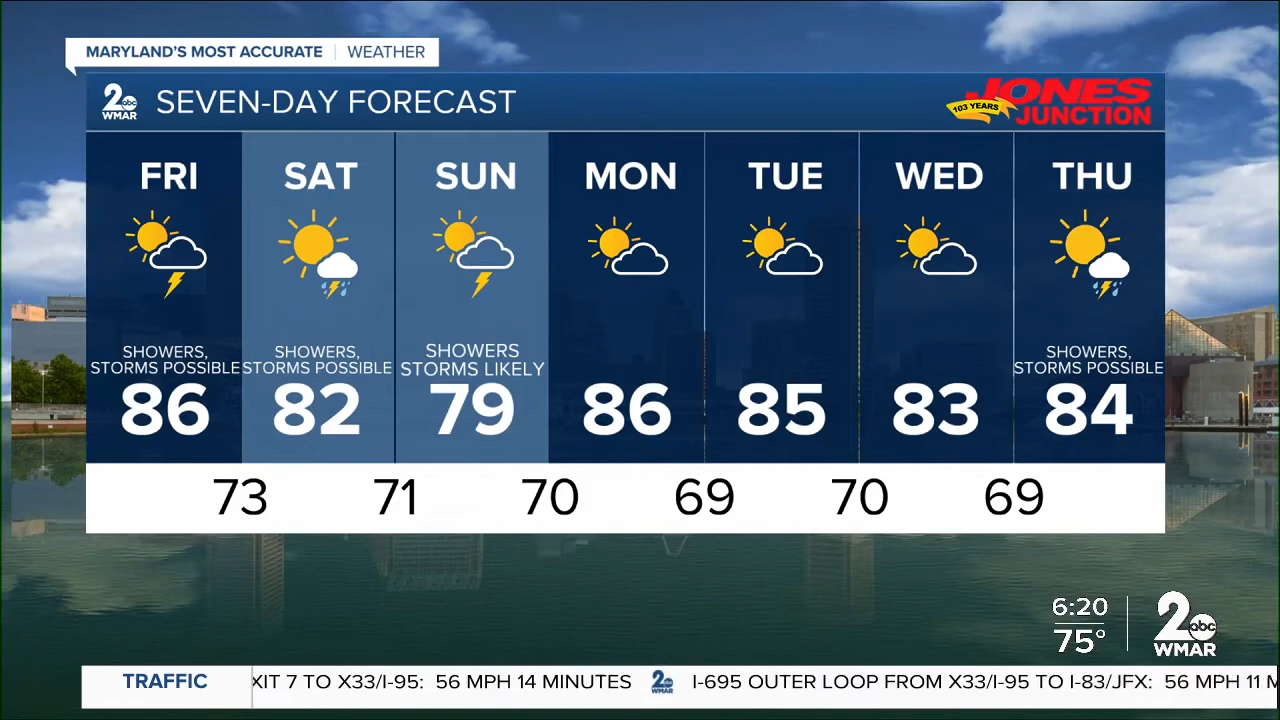 MARYLAND'S MOST ACCURATE | WEATHER
2 abc WMAR SEVEN-DAY FORECAST
103 YEARS JONES JUNCTION
FRI SAT SUN MON TUE WED THU
SHOWERS, STORMS POSSIBLE
SHOWERS, STORMS POSSIBLE
SHOWERS STORMS LIKELY
SHOWERS, STORMS POSSIBLE
86 82 79 86 85 83 84
73 71 70 69 70 69
6:20
75°
2 abc WMAR
TRAFFIC XIT 7 TO X33/I-95: 56 MPH 14 MINUTES 2 abc WMAR I-695 OUTER LOOP FROM X33/I-95 TO I-83/JFX: 56 MPH 11 M